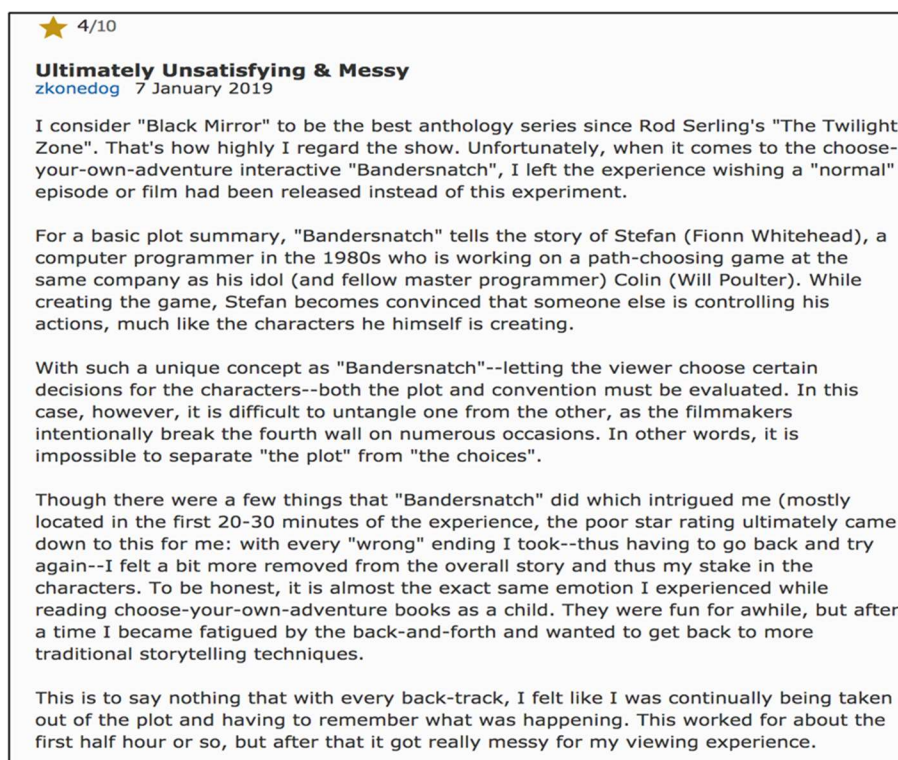 4/10
Ultimately Unsatisfying & Messy
zkonedog 7 January 2019
I consider "Black Mirror" to be the best anthology series since Rod Serling's "The Twilight
Zone". That's how highly I regard the show. Unfortunately, when it comes to the choose-
your-own-adventure interactive "Bandersnatch", I left the experience wishing a "normal"
episode or film had been released instead of this experiment.
For a basic plot summary, "Bandersnatch" tells the story of Stefan (Fionn Whitehead), a
computer programmer in the 1980s who is working on a path-choosing game at the
same company as his idol (and fellow master programmer) Colin (Will Poulter). While
creating the game, Stefan becomes convinced that someone else is controlling his
actions, much like the characters he himself is creating.
With such a unique concept as "Bandersnatch"--letting the viewer choose certain
decisions for the characters--both the plot and convention must be evaluated. In this
case, however, it is difficult to untangle one from the other, as the filmmakers
intentionally break the fourth wall on numerous occasions. In other words, it is
impossible to separate "the plot" from "the choices".
Though there were a few things that "Bandersnatch" did which intrigued me (mostly
located in the first 20-30 minutes of the experience, the poor star rating ultimately came
down to this for me: with every "wrong" ending I took--thus having to go back and try
again--I felt a bit more removed from the overall story and thus my stake in the
characters. To be honest, it is almost the exact same emotion I experienced while
reading choose-your-own-adventure books as a child. They were fun for awhile, but after
a time I became fatigued by the back-and-forth and wanted to get back to more
traditional storytelling techniques.
This is to say nothing that with every back-track, I felt like I was continually being taken
out of the plot and having to remember what was happening. This worked for about the
first half hour or so, but after that it got really messy for my viewing experience.